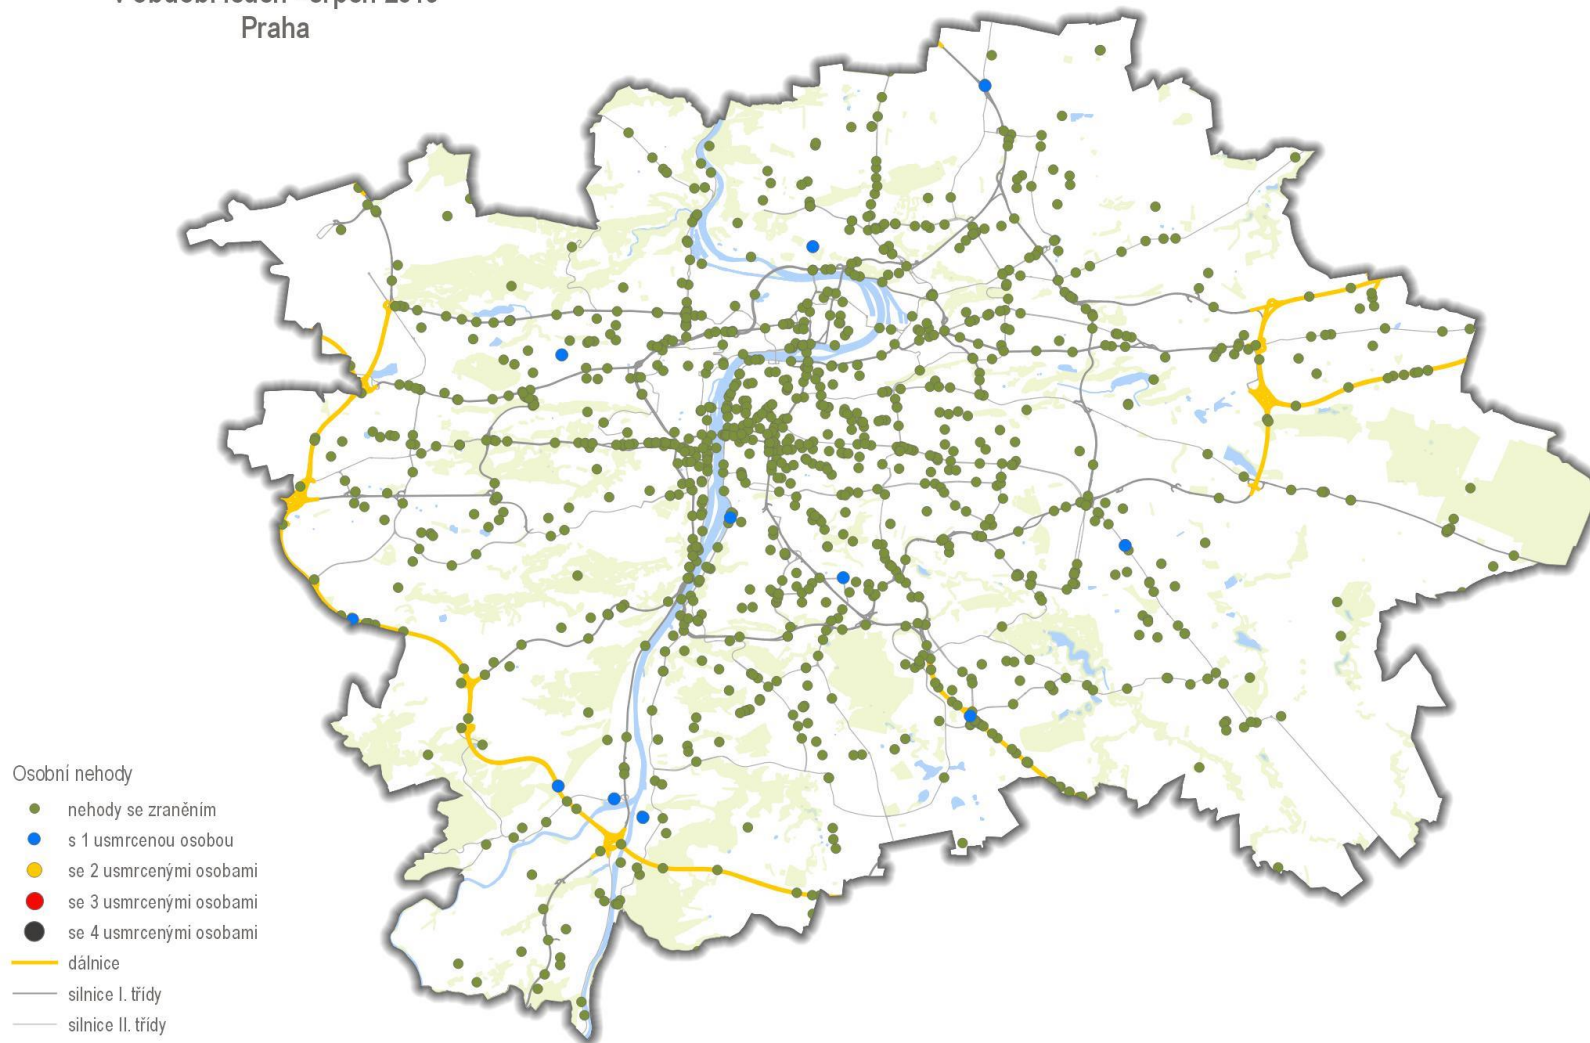 Praha
Osobní nehody
nehody se zraněním
s 1 usmrcenou osobou
se 2 usmrcenými osobami
se 3 usmrcenými osobami
se 4 usmrcenými osobami
dálnice
silnice I. třídy
silnice II. třídy